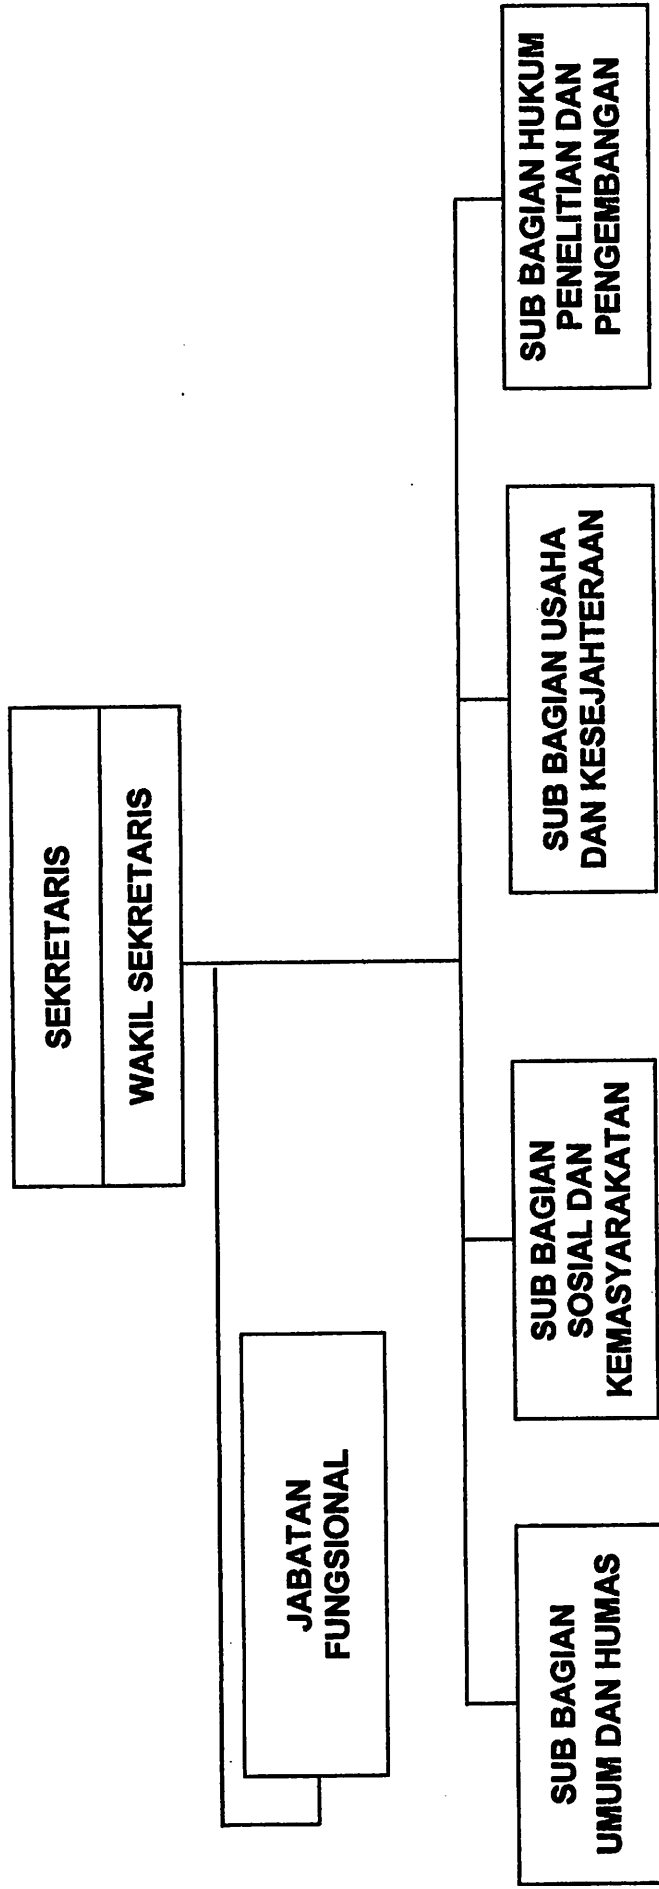 SEKRETARIS
WAKIL SEKRETARIS
JABATAN
FUNGSIONAL
SUB BAGIAN
UMUM DAN HUMAS
SUB BAGIAN
SOSIAL DAN
KEMASYARAKATAN
SUB BAGIAN USAHA
DAN KESEJAHTERAAN
SUB BAGIAN HUKUM
PENELITIAN DAN
PENGEMBANGAN